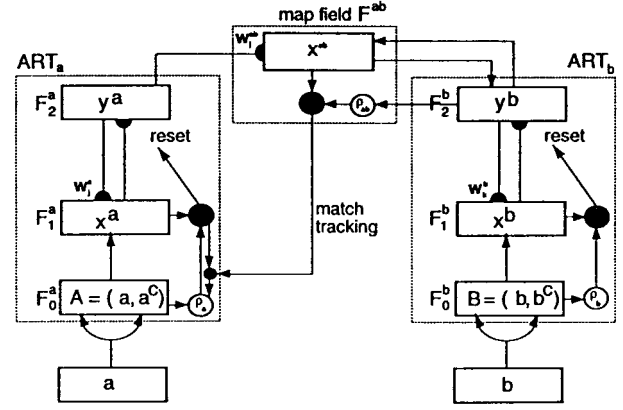 map field F^ab
ART_a
w_j^ab
x^ab
ART_b
F_2^a
y^a
ρ_ab
F_2^b
y^b
reset
reset
w_j^a
w_k^b
F_1^a
x^a
match
tracking
F_1^b
x^b
F_0^a
A = ( a, a^C)
ρ_a
F_0^b
B = ( b, b^C)
ρ_b
a
b